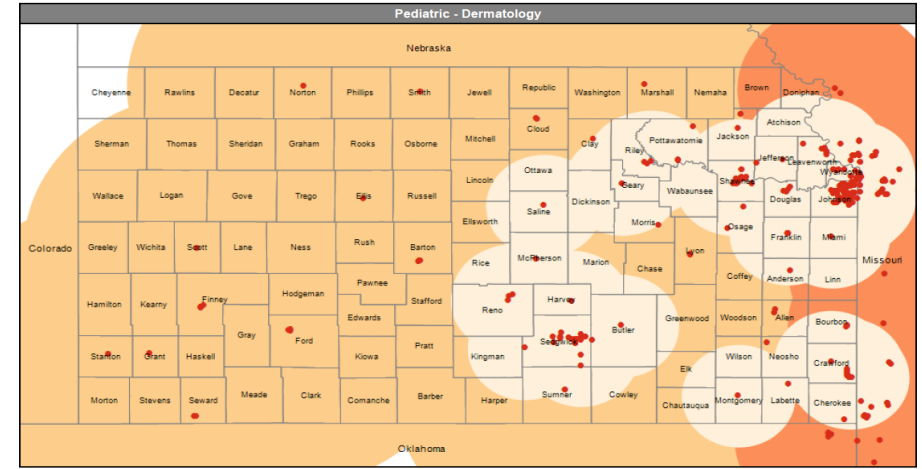 Pediatric - Dermatology
Nebraska
Cheyenne Rawlins Decatur Norton Phillips Smith Jewell Republic Washington Marshall Nemaha Brown Doniphan
Atchison
Sherman Thomas Sheridan Graham Rooks Osborne Mitchell Cloud Clay Riley Pottawatomie Jackson Jefferson Leavenworth
Wyandotte
Wallace Logan Gove Trego Ellis Russell Lincoln Ottawa Geary Wabaunsee Shawnee Douglas Johnson
Saline Dickinson
Ellsworth Morris Osage
Colorado Greeley Wichita Scott Lane Ness Rush Barton Rice McPherson Marion Chase Lyon Franklin Miami Missouri
Hamilton Kearny Finney Hodgeman Pawnee Stafford Reno Harvey Coffey Anderson Linn
Gray Ford Edwards Sedgwick Butler Greenwood Woodson Allen Bourbon
Stanton Grant Haskell Kiowa Pratt Kingman Elk Wilson Neosho Crawford
Morton Stevens Seward Meade Clark Comanche Barber Harper Sumner Cowley Chautauqua Montgomery Labette Cherokee
Oklahoma